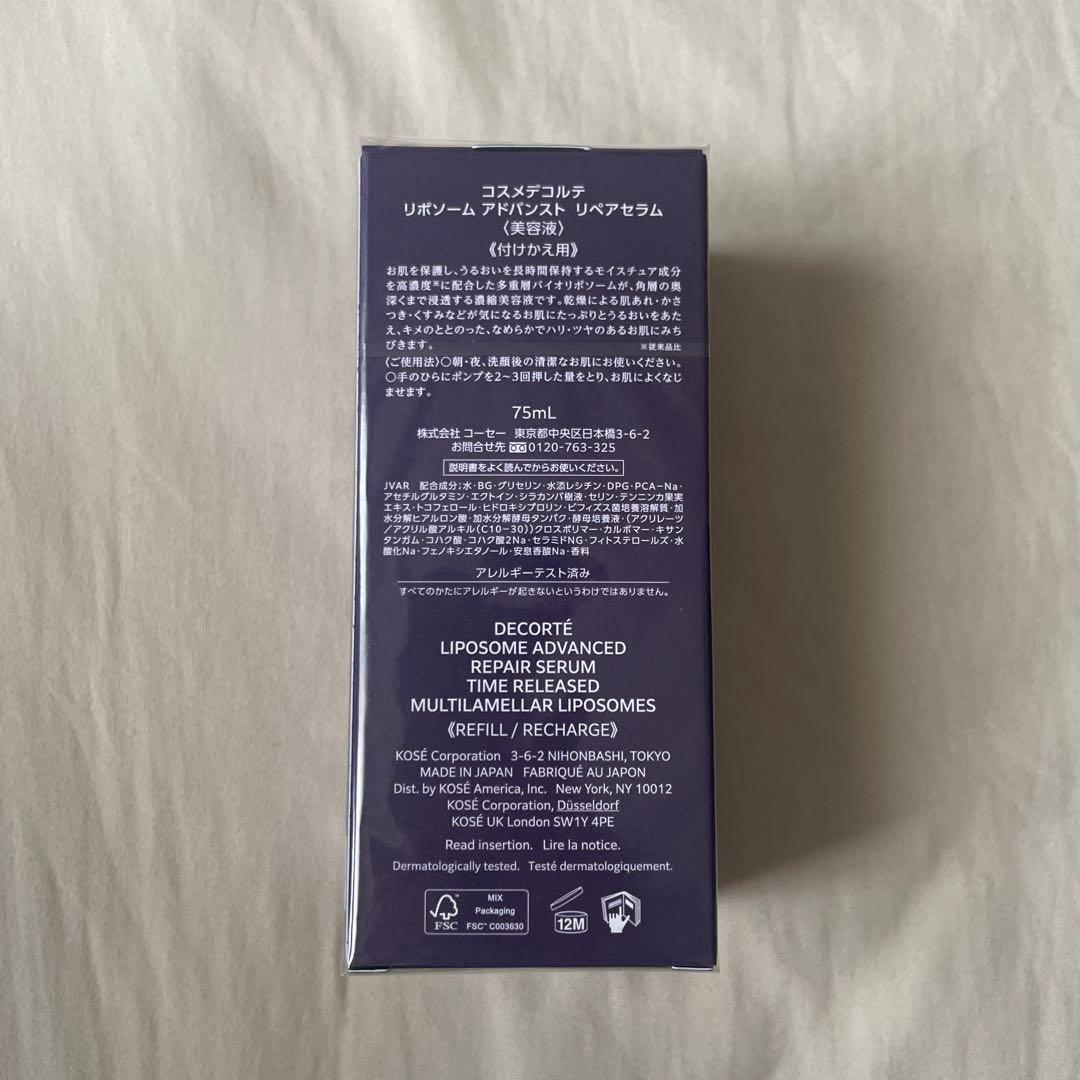 コスメデコルテ
リポソーム アドバンスト リペアセラム
〈美容液〉
《付けかえ用》
お肌を保護し、うるおいを長時間保持するモイスチュア成分
を高濃度※に配合した多重層バイオリポソームが、角層の奥
深くまで浸透する濃縮美容液です。乾燥による肌あれ・かさ
つき・くすみなどが気になるお肌にたっぷりとうるおいをあた
え、キメのととのった、なめらかでハリ・ツヤのあるお肌にみち
びきます。 ※従来品比
〈ご使用法〉○朝・夜、洗顔後の清潔なお肌にお使いください。
○手のひらにポンプを2~3回押した量をとり、お肌によくなじ
ませます。
75mL
株式会社 コーセー 東京都中央区日本橋3-6-2
お問合せ先 0120-763-325
説明書をよく読んでからお使いください。
JVAR 配合成分;水・BG・グリセリン・水添レシチン・DPG・PCA-Na・
アセチルグルタミン・エクトイン・シラカンバ樹液・セリン・テンニンカ果実
エキス・トコフェロール・ヒドロキシプロリン・ビフィズス菌培養溶解質・加
水分解ヒアルロン酸・加水分解酵母タンパク・酵母培養液・(アクリレーツ
/アクリル酸アルキル(C10-30))クロスポリマー・カルボマー・キサン
タンガム・コハク酸・コハク酸2Na・セラミドNG・フィトステロールズ・水
酸化Na・フェノキシエタノール・安息香酸Na・香料
アレルギーテスト済み
すべてのかたにアレルギーが起きないというわけではありません。
DECORTÉ
LIPOSOME ADVANCED
REPAIR SERUM
TIME RELEASED
MULTILAMELLAR LIPOSOMES
《REFILL / RECHARGE》
KOSÉ Corporation 3-6-2 NIHONBASHI, TOKYO
MADE IN JAPAN FABRIQUÉ AU JAPON
Dist. by KOSÉ America, Inc. New York, NY 10012
KOSÉ Corporation, Düsseldorf
KOSÉ UK London SW1Y 4PE
Read insertion. Lire la notice.
Dermatologically tested. Testé dermatologiquement.
FSC
MIX
Packaging
FSC™ C003630
12M